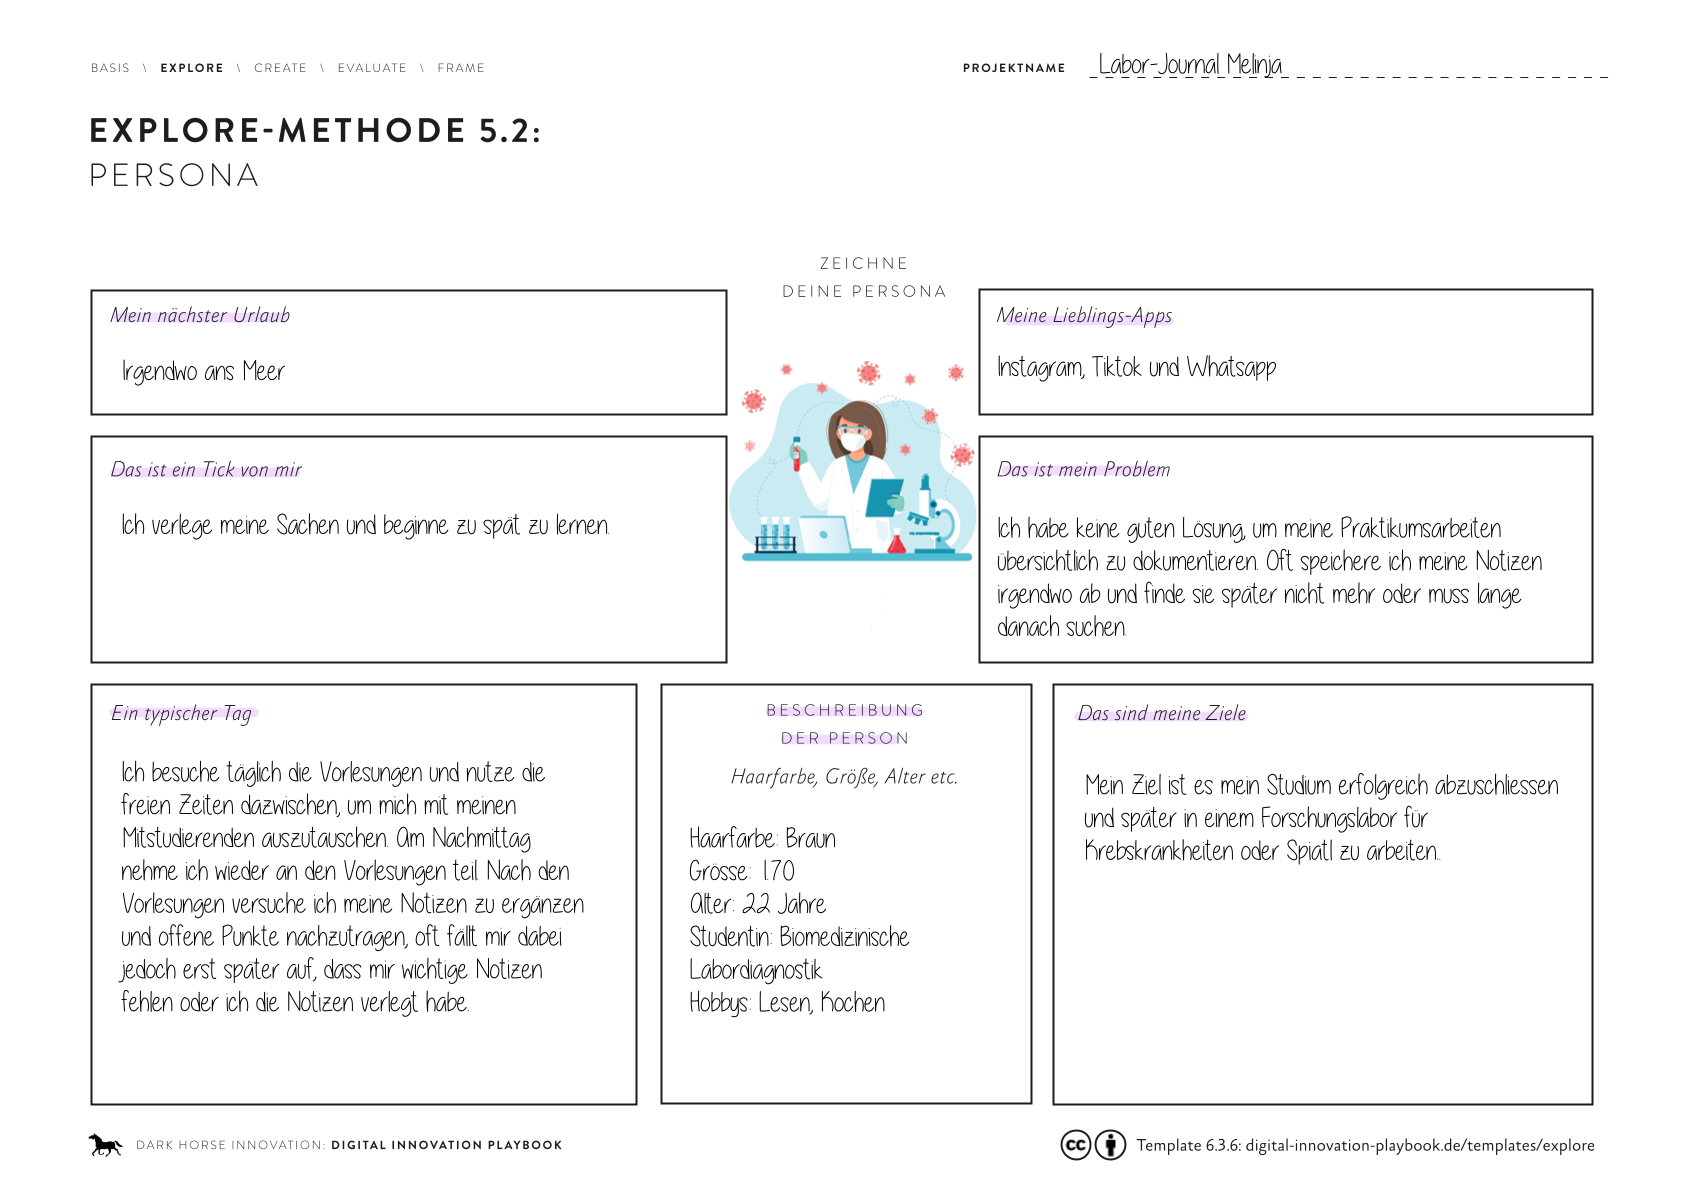 BASIS \ EXPLORE \ CREATE \ EVALUATE \ FRAME
PROJEKTNAME Labor-Journal Melinja
EXPLORE-METHODE 5.2:
PERSONA
ZEICHNE
DEINE PERSONA
Mein nächster Urlaub
Irgendwo ans Meer
Meine Lieblings-Apps
Instagram, Tiktok und Whatsapp
Das ist ein Tick von mir
Ich verlege meine Sachen und beginne zu spät zu lernen.
Das ist mein Problem
Ich habe keine guten Lösung, um meine Praktikumsarbeiten
übersichtlich zu dokumentieren. Oft speichere ich meine Notizen
irgendwo ab und finde sie später nicht mehr oder muss lange
danach suchen.
Ein typischer Tag
Ich besuche täglich die Vorlesungen und nutze die
freien Zeiten dazwischen, um mich mit meinen
Mitstudierenden auszutauschen. Am Nachmittag
nehme ich wieder an den Vorlesungen teil. Nach den
Vorlesungen versuche ich meine Notizen zu ergänzen
und offene Punkte nachzutragen, oft fällt mir dabei
jedoch erst später auf, dass mir wichtige Notizen
fehlen oder ich die Notizen verlegt habe.
BESCHREIBUNG
DER PERSON
Haarfarbe, Größe, Alter etc.
Haarfarbe: Braun
Grösse: 1.70
Alter: 22 Jahre
Studentin: Biomedizinische
Labordiagnostik
Hobbys: Lesen, Kochen
Das sind meine Ziele
Mein Ziel ist es mein Studium erfolgreich abzuschliessen
und später in einem Forschungslabor für
Krebskrankheiten oder Spiatl zu arbeiten..
DARK HORSE INNOVATION: DIGITAL INNOVATION PLAYBOOK
cc Template 6.3.6: digital-innovation-playbook.de/templates/explore